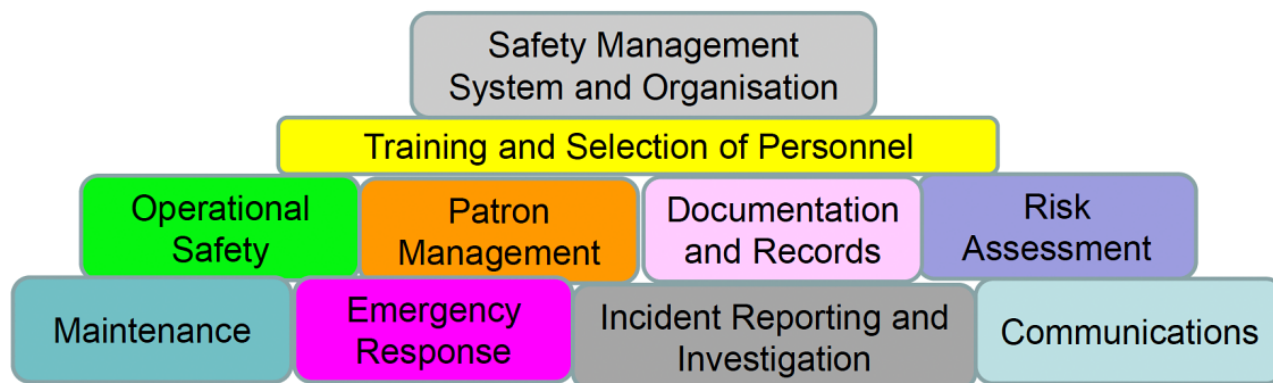 Safety Management
System and Organisation
Training and Selection of Personnel
Operational
Safety
Patron
Management
Documentation
and Records
Risk
Assessment
Maintenance
Emergency
Response
Incident Reporting and
Investigation
Communications